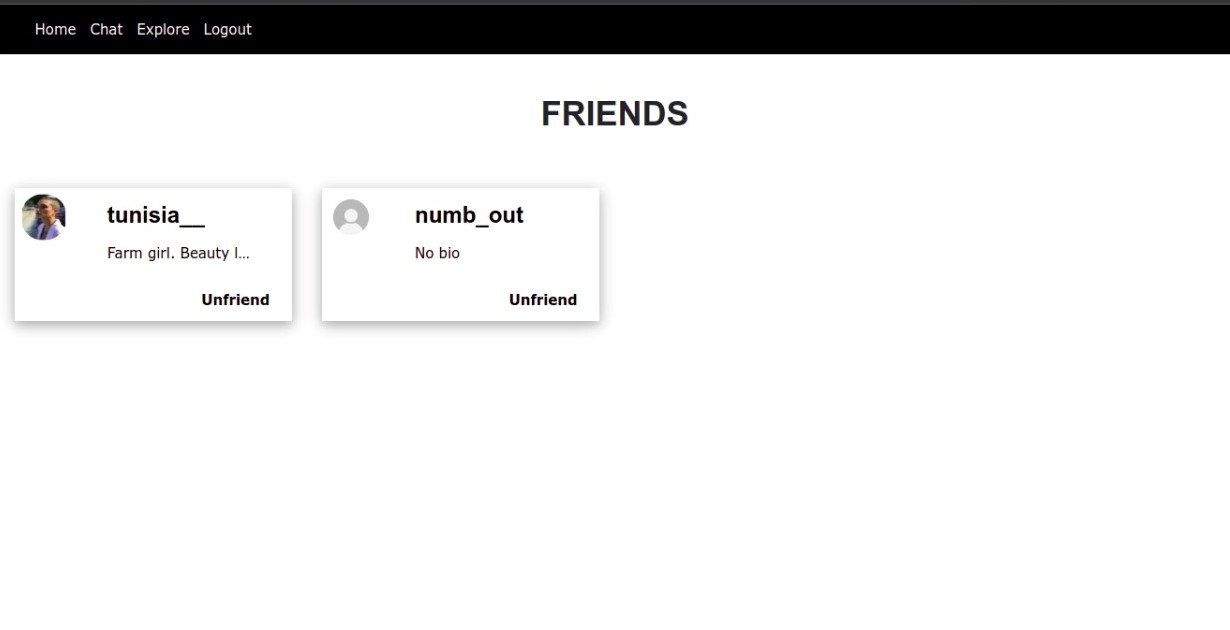 Home Chat Explore Logout
FRIENDS
tunisia__
Farm girl. Beauty l...
Unfriend
numb_out
No bio
Unfriend